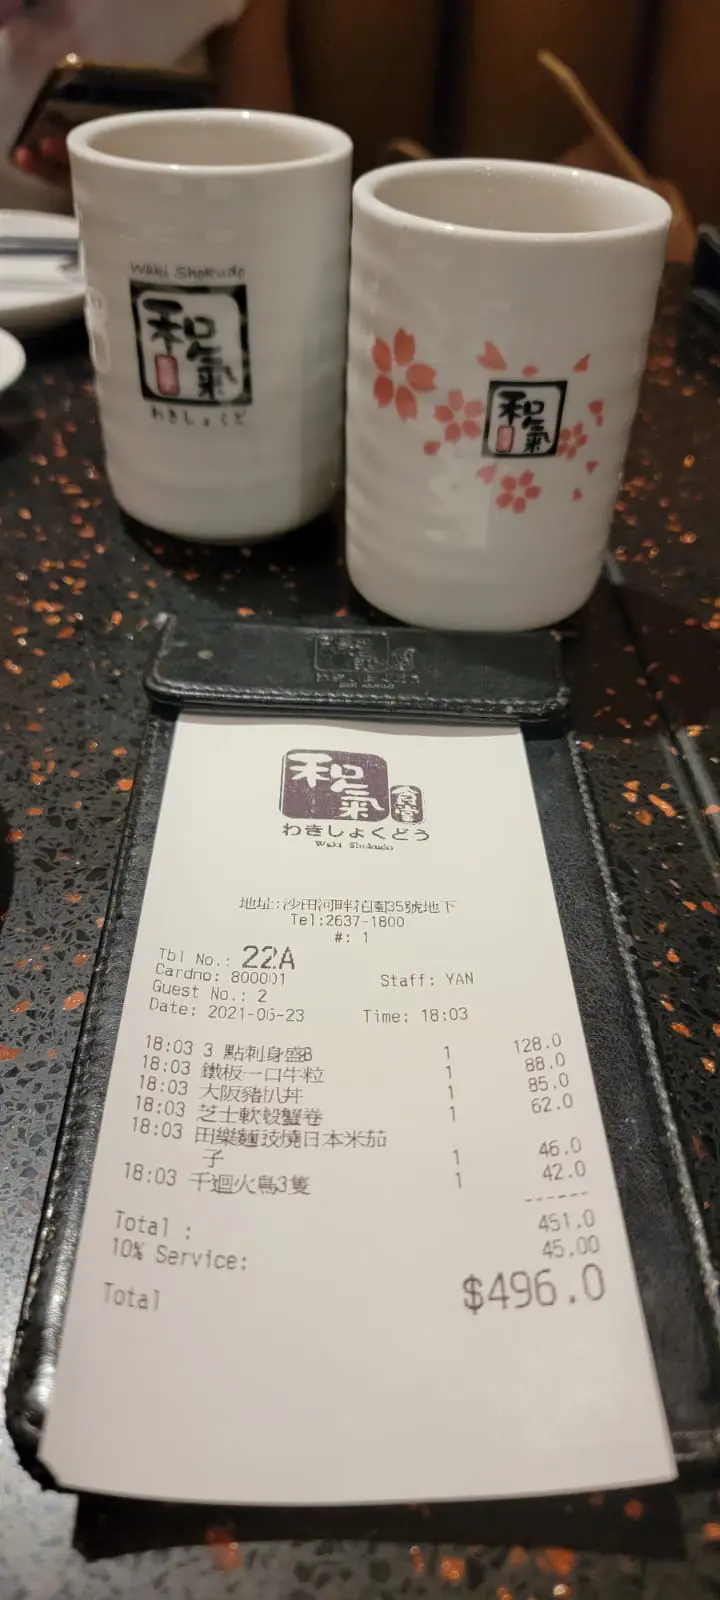 Waki Shokudo
和氣
わきしょくど
和氣
和氣食堂
わきしょくどう
Waki Shokudo
地址:沙田河畔花園35號地下
Tel:2637-1800
#: 1
Tbl No.: 22A
Cardno: 800001 Staff: YAN
Guest No.: 2
Date: 2021-06-23 Time: 18:03
18:03 3 點刺身盛B 1 128.0
18:03 鐵板一口牛粒 1 88.0
18:03 大阪豬扒丼 1 85.0
18:03 芝士軟殼蟹卷 1 62.0
18:03 田樂麵豉燒日本米茄
子 1 46.0
18:03 千迴火鳥3隻 1 42.0
------
Total : 451.0
10% Service: 45.00
Total $496.0